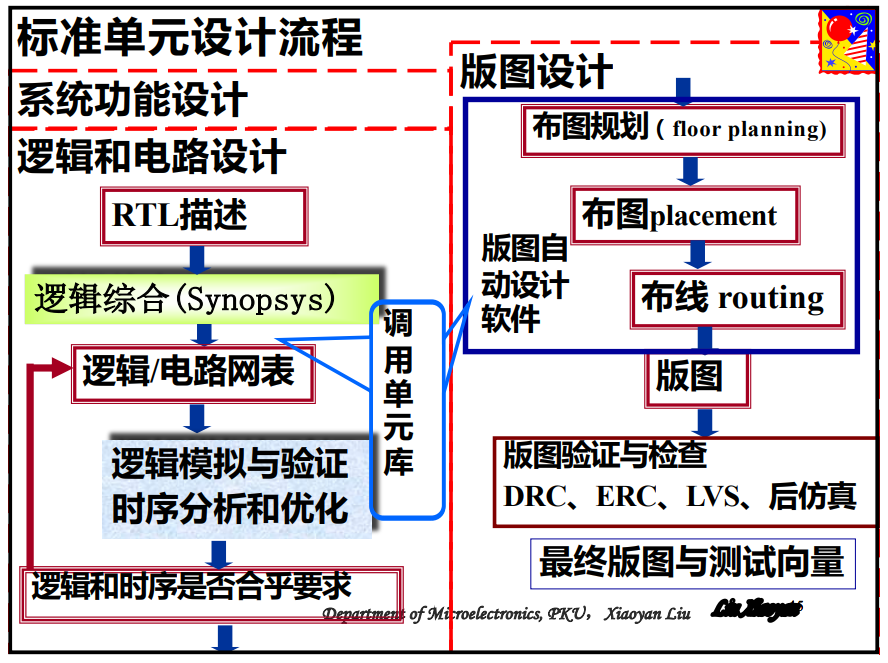 标准单元设计流程
系统功能设计
逻辑和电路设计
RTL描述
逻辑综合(Synopsys)
逻辑/电路网表
逻辑模拟与验证
时序分析和优化
逻辑和时序是否合乎要求
调
用
单
元
库
版图设计
布图规划（floor planning)
布图placement
布线 routing
版图自
动设计
软件
版图
版图验证与检查
DRC、ERC、LVS、后仿真
最终版图与测试向量
Department of Microelectronics, PKU， Xiaoyan Liu